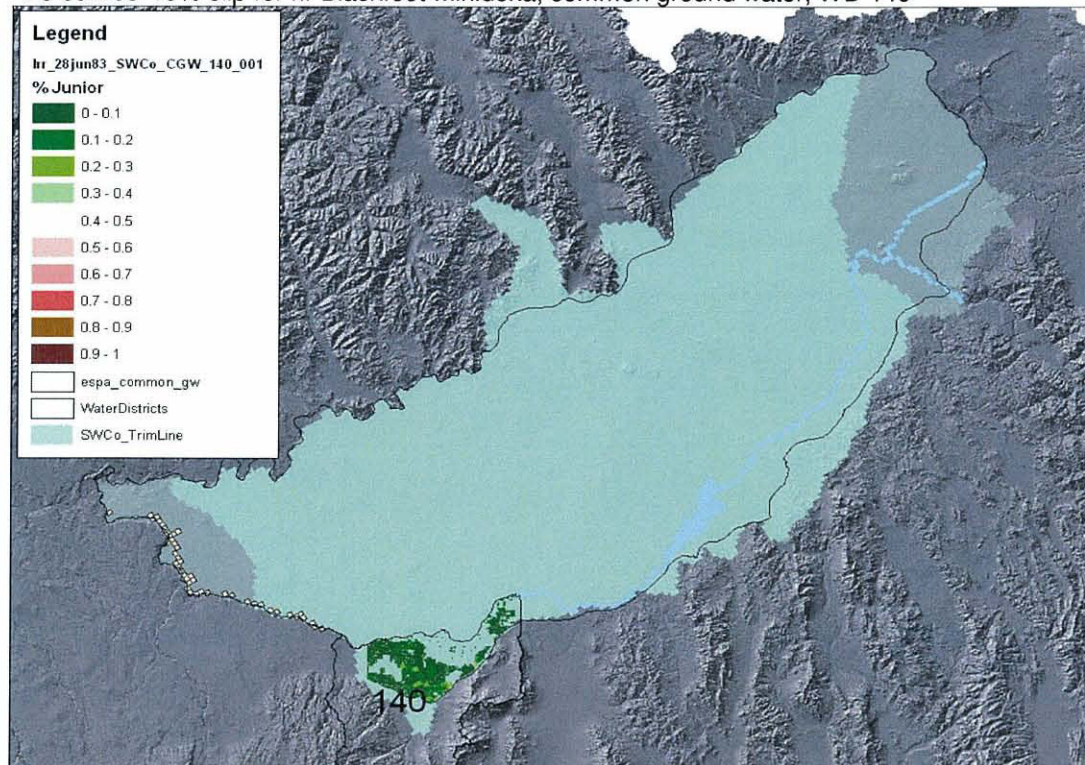 Legend
Irr_28jun83_SWCo_CGW_140_001
% Junior
0 - 0.1
0.1 - 0.2
0.2 - 0.3
0.3 - 0.4
0.4 - 0.5
0.5 - 0.6
0.6 - 0.7
0.7 - 0.8
0.8 - 0.9
0.9 - 1
espa_common_gw
WaterDistricts
SWCo_TrimLine
140